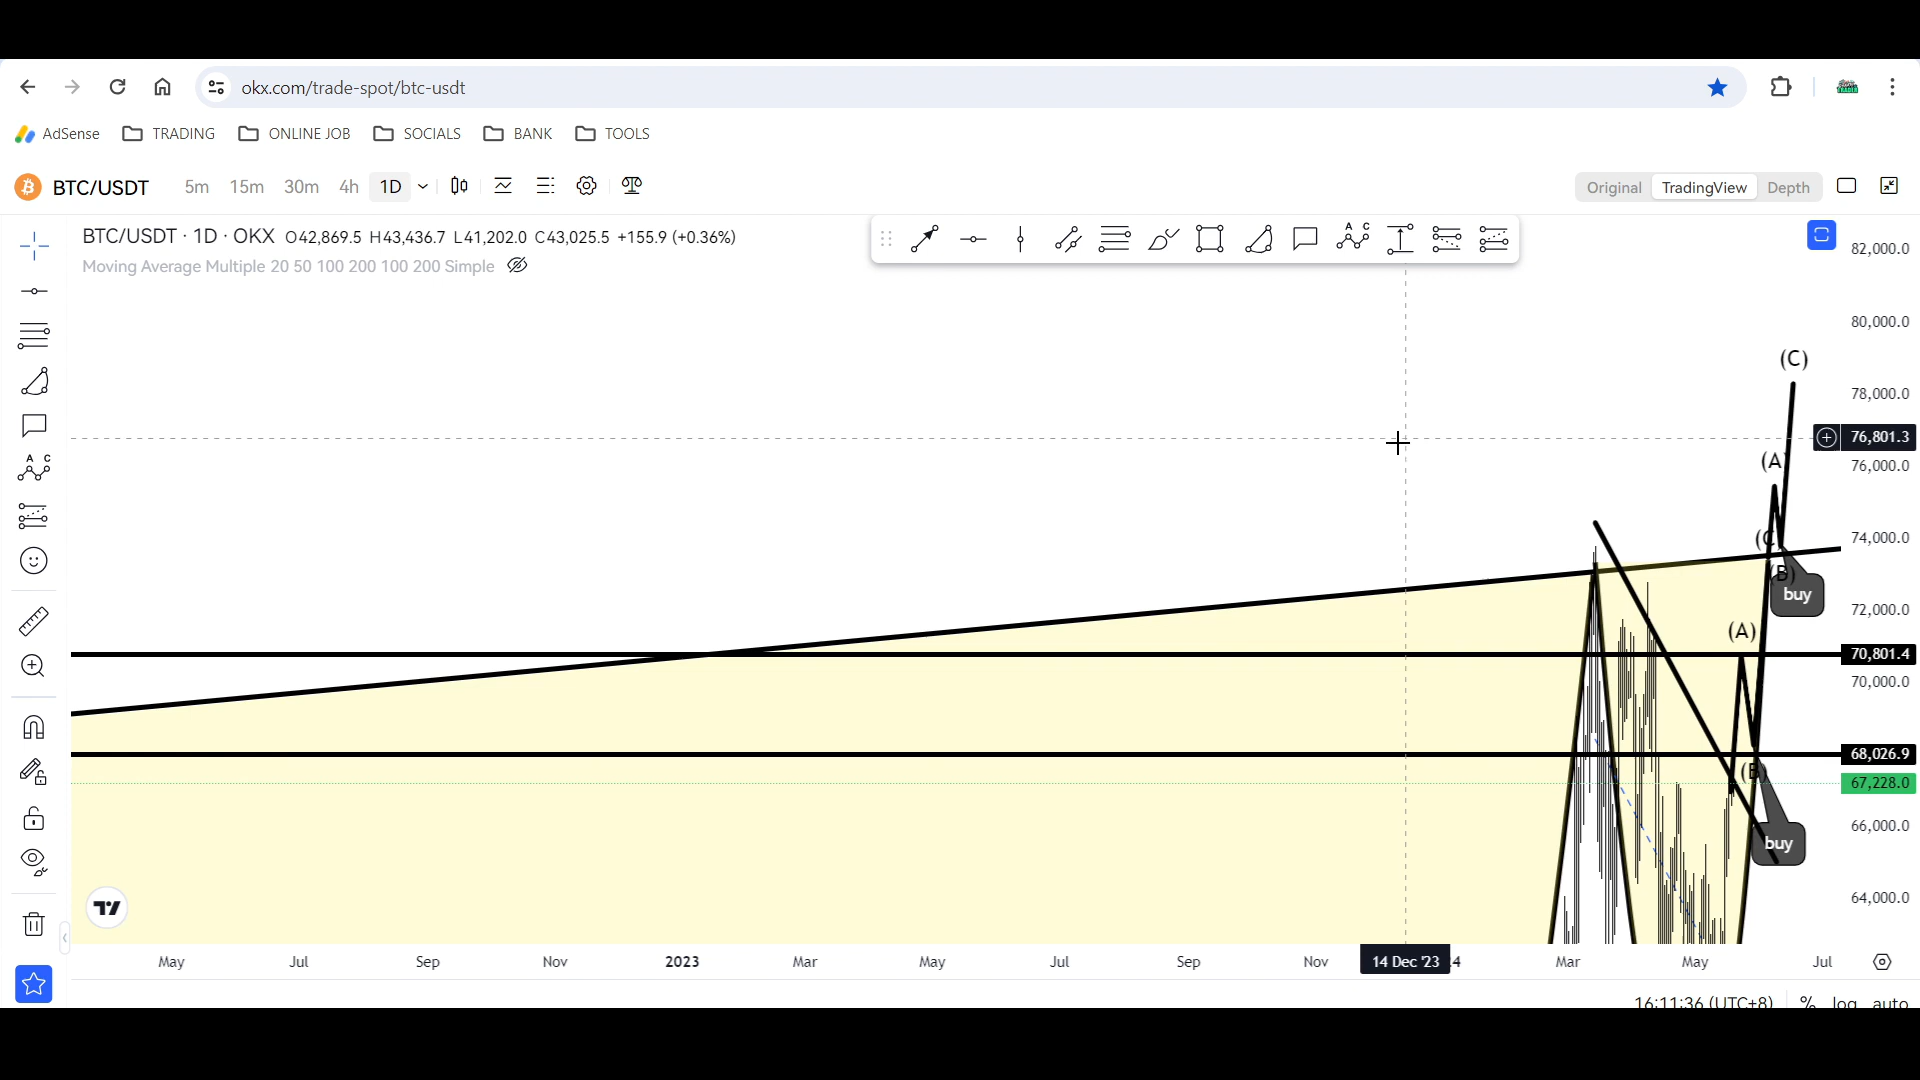 okx.com/trade-spot/btc-usdt
AdSense TRADING ONLINE JOB SOCIALS BANK TOOLS
BTC/USDT 5m 15m 30m 4h 1D Original TradingView Depth
BTC/USDT · 1D · OKX O42,869.5 H43,436.7 L41,202.0 C43,025.5 +155.9 (+0.36%)
Moving Average Multiple 20 50 100 200 100 200 Simple
82,000.0
80,000.0
(C)
78,000.0
76,801.3
(A)
76,000.0
(C
74,000.0
(B)
buy
72,000.0
(A)
70,801.4
70,000.0
68,026.9
(B)
67,228.0
66,000.0
buy
64,000.0
May Jul Sep Nov 2023 Mar May Jul Sep Nov 14 Dec '23 4 Mar May Jul
16:11:36 (UTC+8) % log auto